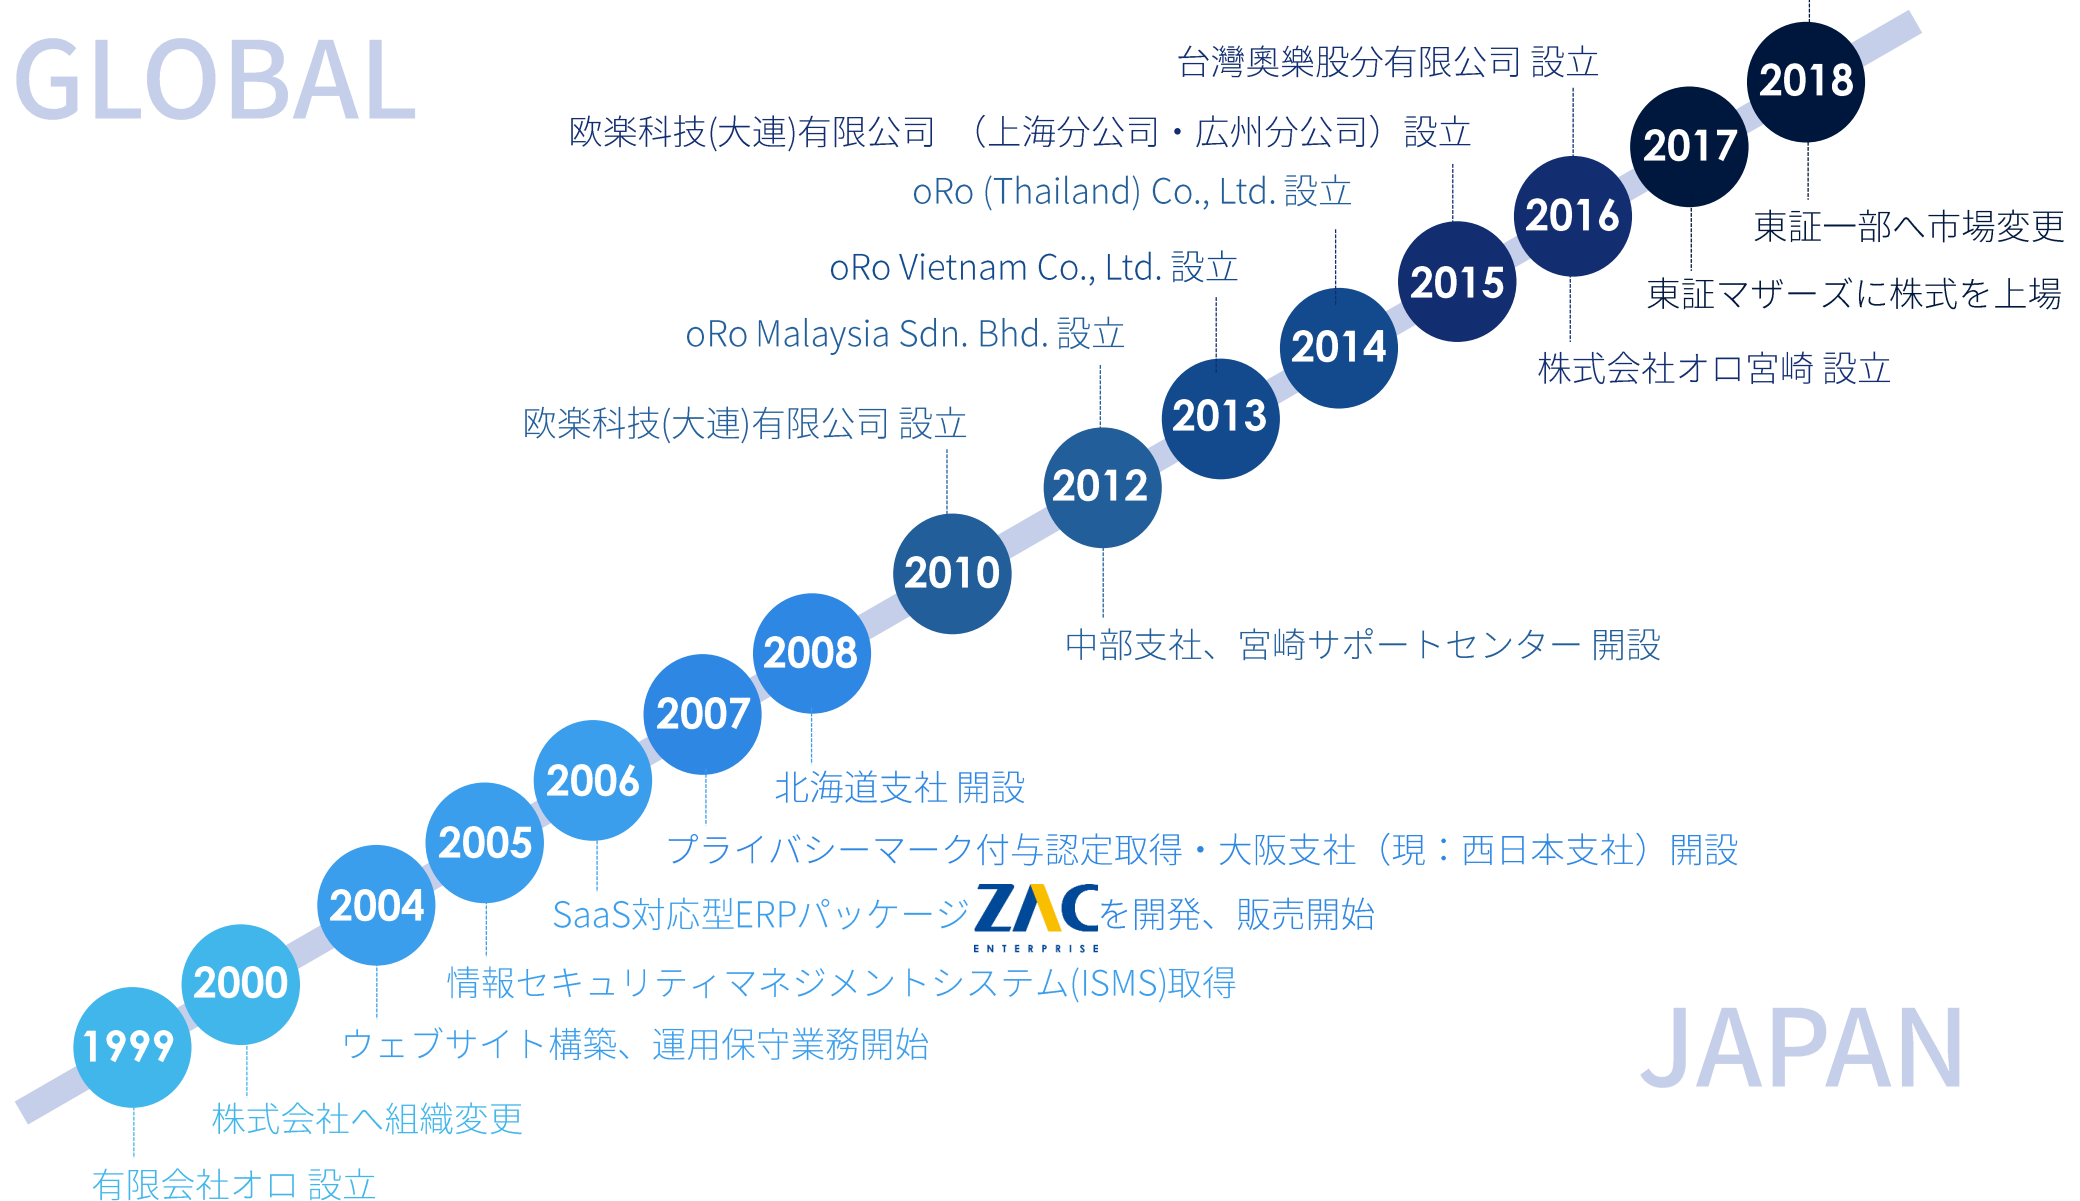 GLOBAL
台灣奧樂股分有限公司 設立
2018
欧楽科技(大連)有限公司 （上海分公司・広州分公司）設立
2017
oRo (Thailand) Co., Ltd. 設立
2016
東証一部へ市場変更
oRo Vietnam Co., Ltd. 設立
2015
東証マザーズに株式を上場
oRo Malaysia Sdn. Bhd. 設立
2014
株式会社オロ宮崎 設立
欧楽科技(大連)有限公司 設立
2013
2012
2010
中部支社、宮崎サポートセンター 開設
2008
2007
北海道支社 開設
2006
プライバシーマーク付与認定取得・大阪支社（現：西日本支社）開設
2005
SaaS対応型ERPパッケージZACを開発、販売開始
ENTERPRISE
2004
情報セキュリティマネジメントシステム(ISMS)取得
2000
ウェブサイト構築、運用保守業務開始
JAPAN
1999
株式会社へ組織変更
有限会社オロ 設立